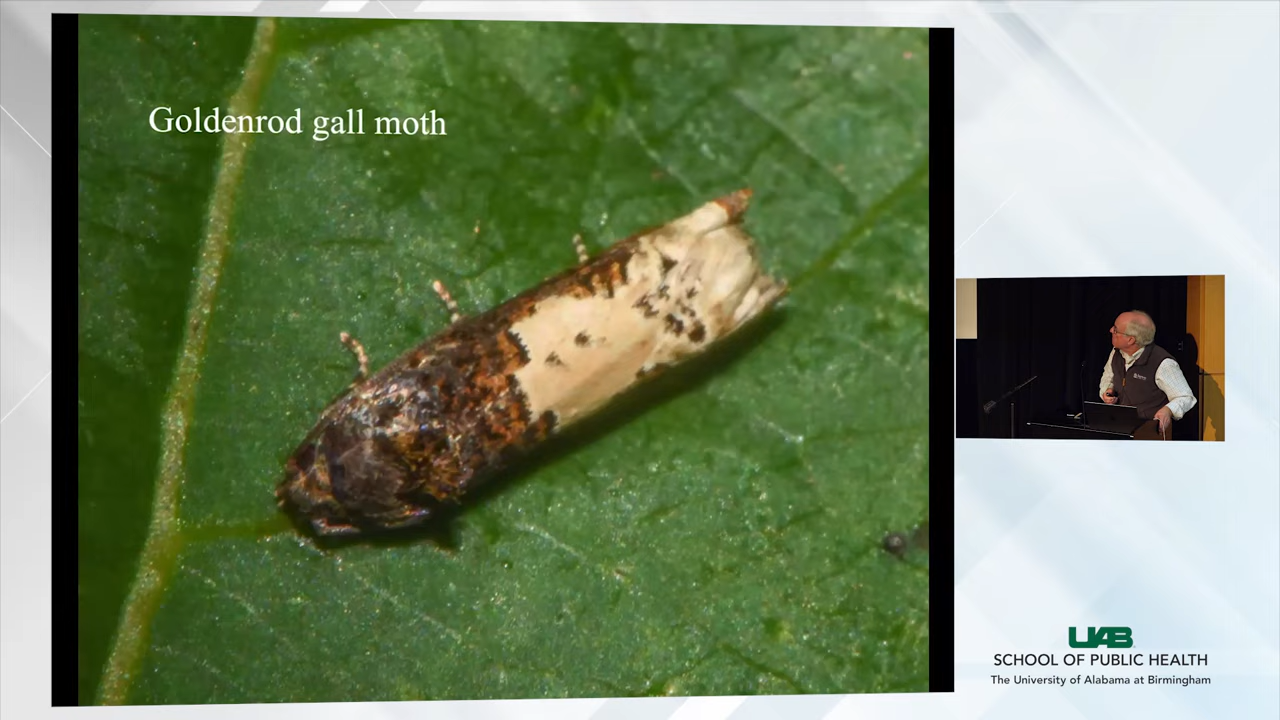 Goldenrod gall moth
UAB
SCHOOL OF PUBLIC HEALTH
The University of Alabama at Birmingham